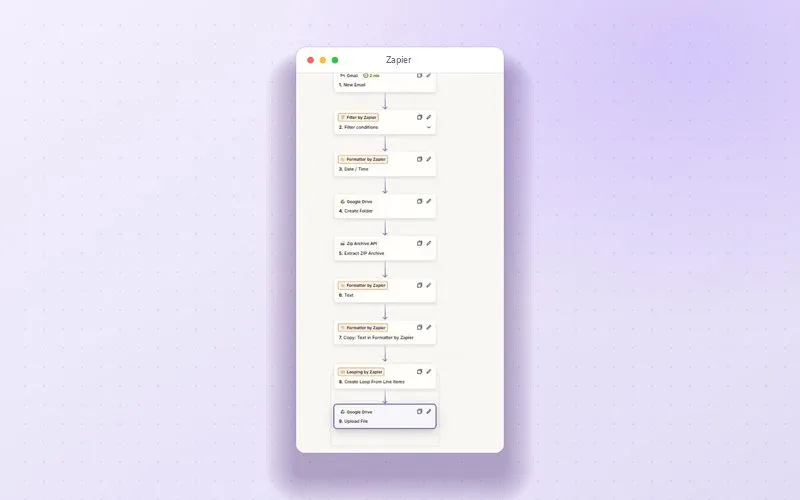 Zapier
Gmail 2 min
1. New Email
Filter by Zapier
2. Filter conditions
Formatter by Zapier
3. Date / Time
Google Drive
4. Create Folder
Zip Archive API
5. Extract ZIP Archive
Formatter by Zapier
6. Text
Formatter by Zapier
7. Copy: Text in Formatter by Zapier
Looping by Zapier
8. Create Loop From Line Items
Google Drive
9. Upload File